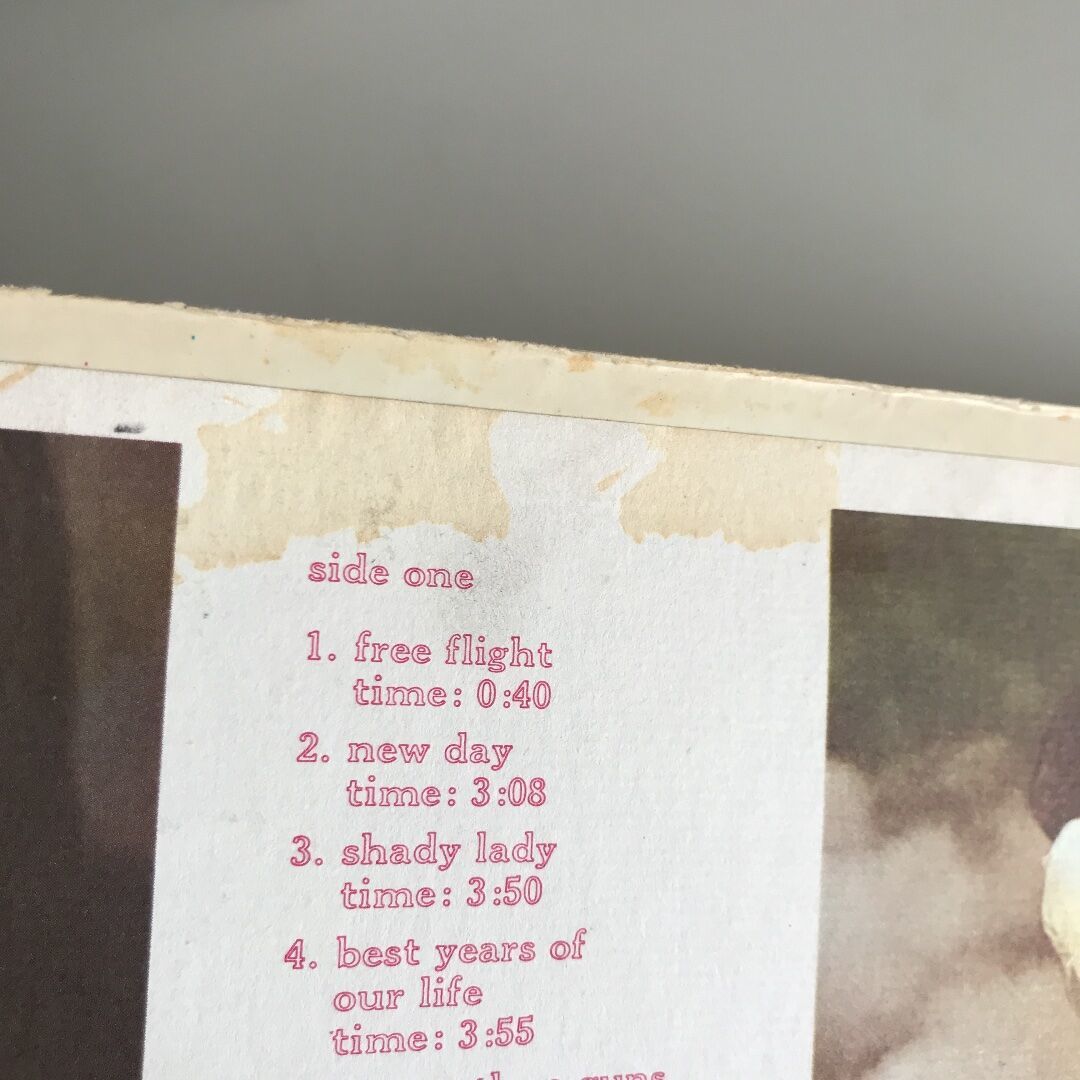 side one
1. free flight
time: 0:40
2. new day
time: 3:08
3. shady lady
time: 3:50
4. best years of
our life
time: 3:55
guns